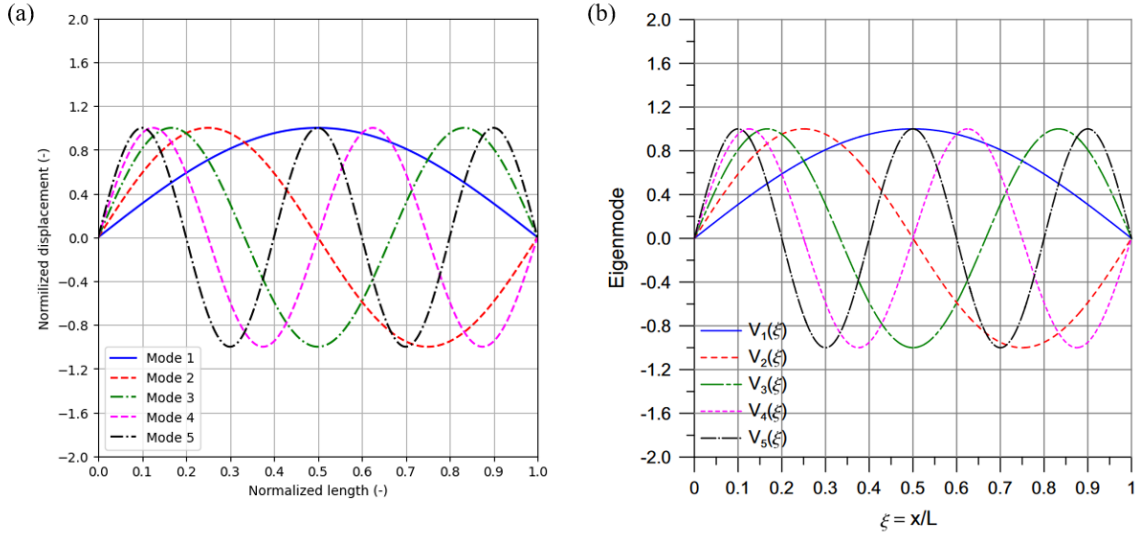 (a)
2.0
1.6
1.2
0.8
0.4
0.0
-0.4
-0.8
-1.2
-1.6
-2.0
Normilized displacement (-)
Mode 1
Mode 2
Mode 3
Mode 4
Mode 5
0.0 0.1 0.2 0.3 0.4 0.5 0.6 0.7 0.8 0.9 1.0
Normalized length (-)
(b)
2.0
1.6
1.2
0.8
0.4
0.0
-0.4
-0.8
-1.2
-1.6
-2.0
Eigenmode
V₁(ξ)
V₂(ξ)
V₃(ξ)
V₄(ξ)
V₅(ξ)
0 0.1 0.2 0.3 0.4 0.5 0.6 0.7 0.8 0.9 1
ξ = x/L